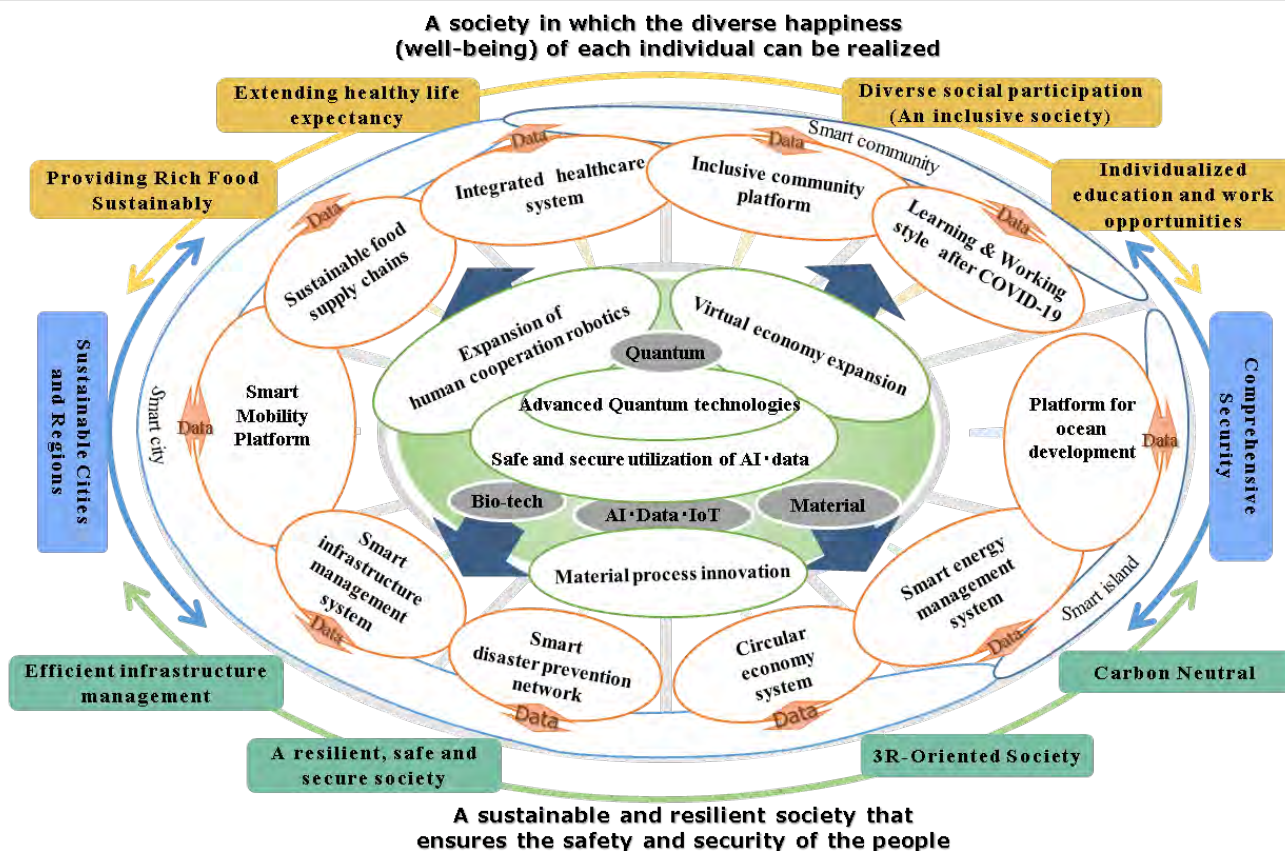 A society in which the diverse happiness
(well-being) of each individual can be realized
Extending healthy life
expectancy
Diverse social participation
(An inclusive society)
Providing Rich Food
Sustainably
Individualized
education and work
opportunities
Smart community
Data
Integrated healthcare
system
Data
Inclusive community
platform
Data
Sustainable food
supply chains
Data
Learning & Working
style after COVID-19
Sustainable Cities
and Regions
Smart city
Data
Smart
Mobility
Platform
Expansion of
human cooperation robotics
Virtual economy expansion
Quantum
Advanced Quantum technologies
Safe and secure utilization of AI・data
Bio-tech
AI・Data・IoT
Material
Material process innovation
Platform for
ocean
development
Data
Comprehensive
Security
Smart
infrastructure
management
system
Data
Smart
disaster prevention
network
Data
Circular
economy
system
Data
Smart energy
management
system
Data
Smart island
Efficient infrastructure
management
Carbon Neutral
A resilient, safe and
secure society
3R-Oriented Society
A sustainable and resilient society that
ensures the safety and security of the people